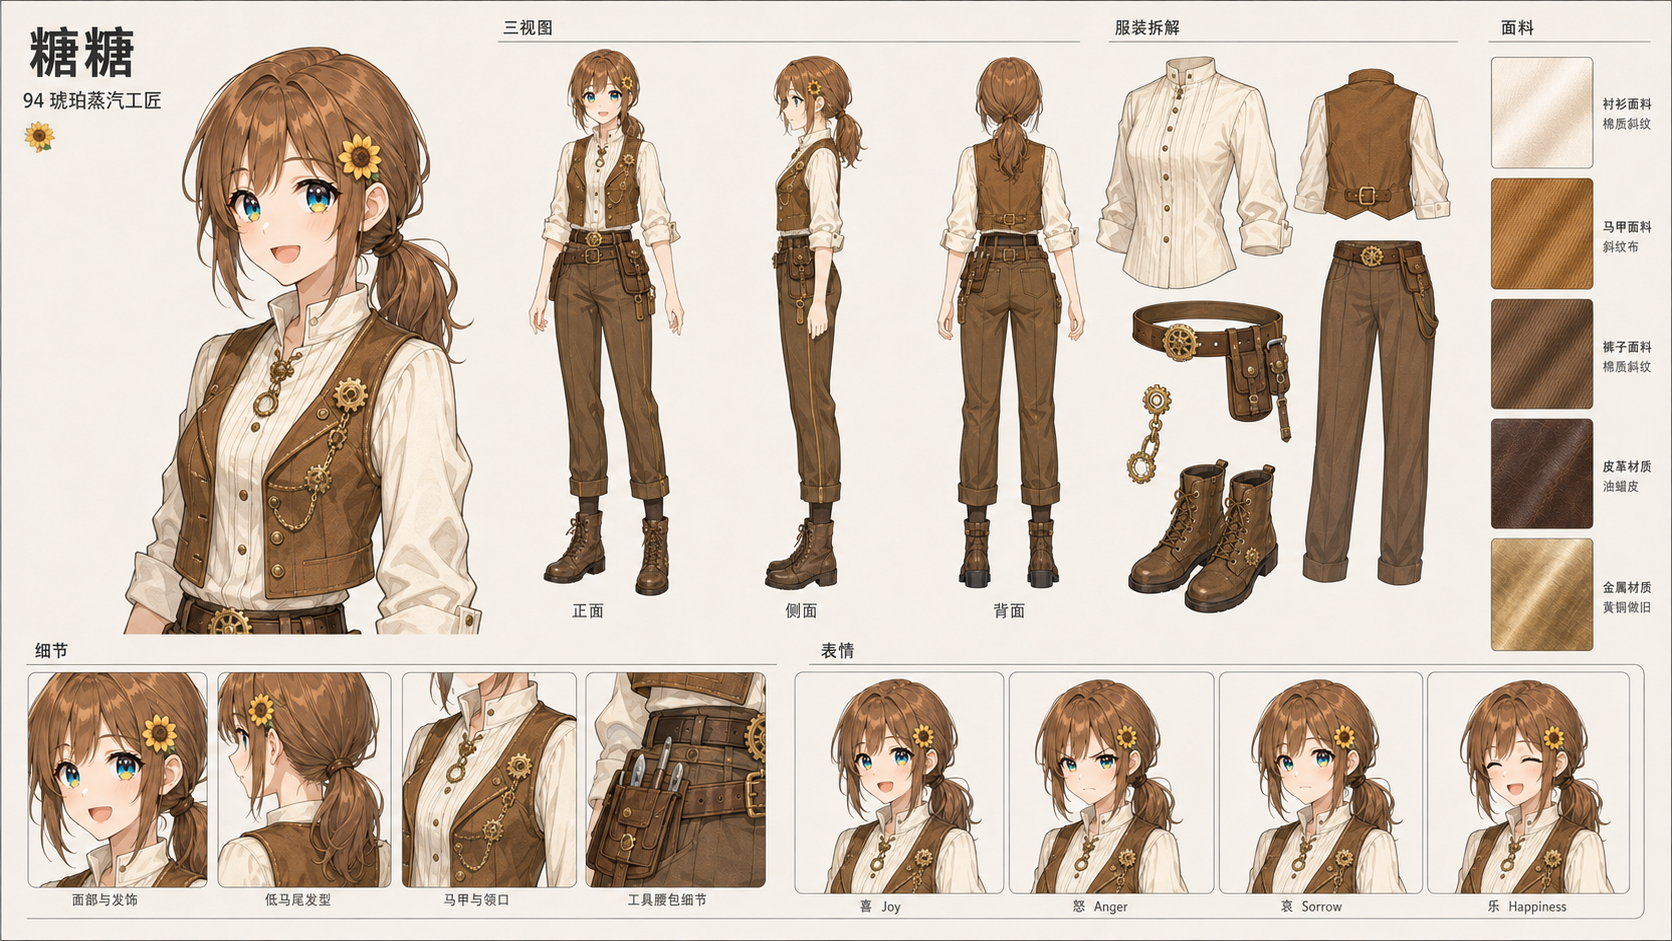 糖糖
94 琥珀蒸汽工匠
三视图
正面
侧面
背面
服装拆解
面料
衬衫面料
棉质斜纹
马甲面料
斜纹布
裤子面料
棉质斜纹
皮革材质
油蜡皮
金属材质
黄铜做旧
细节
面部与发饰
低马尾发型
马甲与领口
工具腰包细节
表情
喜 Joy
怒 Anger
哀 Sorrow
乐 Happiness